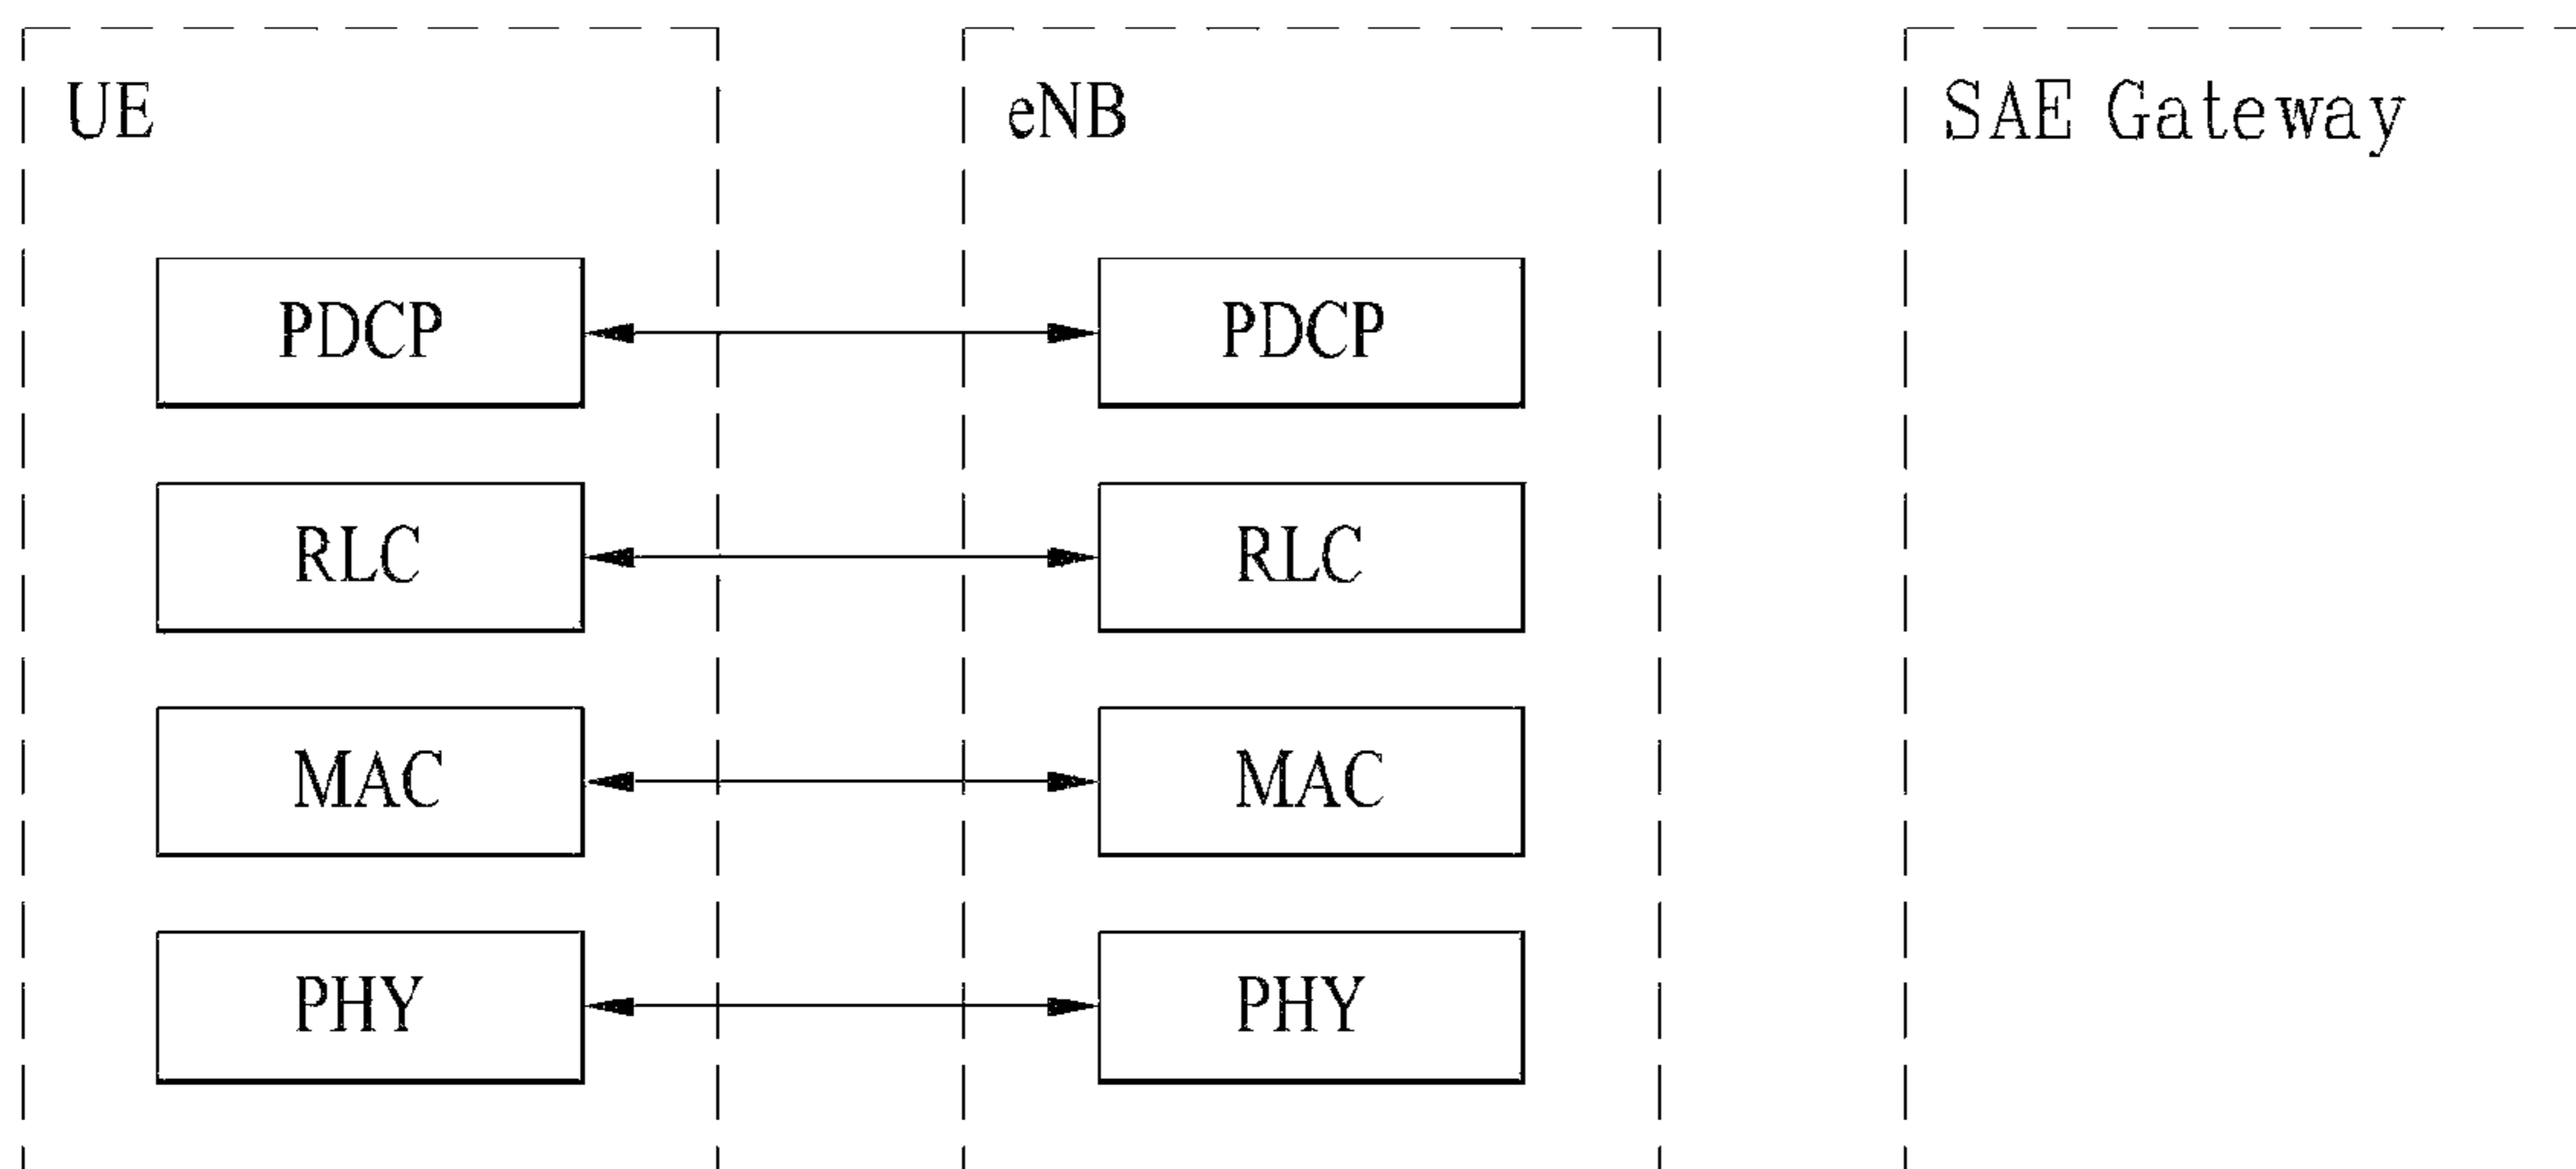 UE
eNB
SAE Gateway
PDCP
PDCP
RLC
RLC
MAC
MAC
PHY
PHY